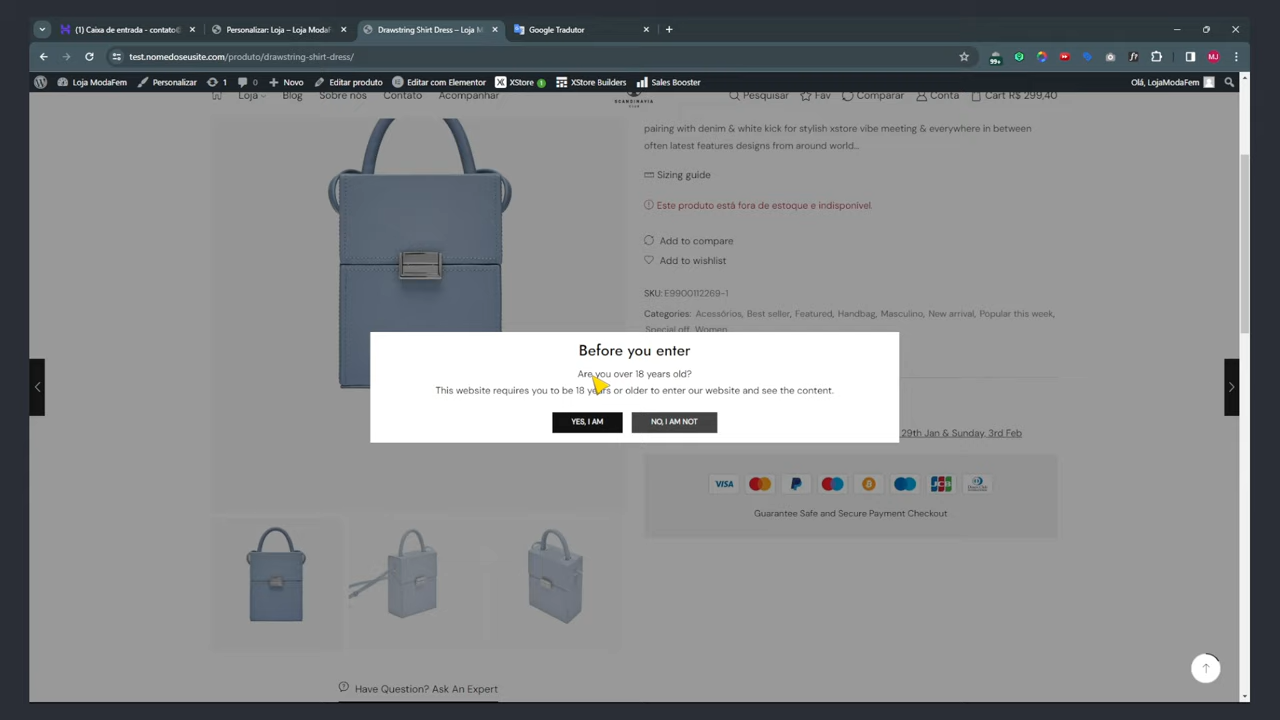 (1) Caixa de entrada - contato@
Personalizar: Loja – Loja Moda
Drawstring Shirt Dress – Loja M
Google Tradutor
test.nomedoseusite.com/produto/drawstring-shirt-dress/
99+
f?
MJ
Loja ModaFem
Personalizar
1
0
Novo
Editar produto
Editar com Elementor
XStore 1
XStore Builders
Sales Booster
Olá, LojaModaFem
Loja
Blog
Sobre nós
Contato
Acompanhar
SCANDINAVIA
Pesquisar
Fav
Comparar
Conta
Cart R$ 299,40
pairing with denim & white kick for stylish xstore vibe meeting & everywhere in between
often latest features designs from around world...
Sizing guide
Este produto está fora de estoque e indisponível.
Add to compare
Add to wishlist
SKU: E9900112269-1
Categories: Acessórios, Best seller, Featured, Handbag, Masculino, New arrival, Popular this week,
Special off, Women
Before you enter
Are you over 18 years old?
This website requires you to be 18 years or older to enter our website and see the content.
YES, I AM
NO, I AM NOT
29th Jan & Sunday, 3rd Feb
VISA
JCB
Guarantee Safe and Secure Payment Checkout
Have Question? Ask An Expert